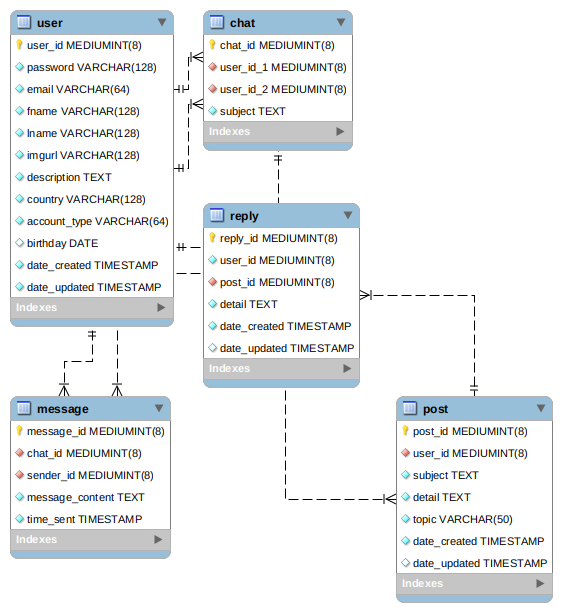 user
user_id MEDIUMINT(8)
password VARCHAR(128)
email VARCHAR(64)
fname VARCHAR(128)
lname VARCHAR(128)
imgurl VARCHAR(128)
description TEXT
country VARCHAR(128)
account_type VARCHAR(64)
birthday DATE
date_created TIMESTAMP
date_updated TIMESTAMP
Indexes
chat
chat_id MEDIUMINT(8)
user_id_1 MEDIUMINT(8)
user_id_2 MEDIUMINT(8)
subject TEXT
Indexes
reply
reply_id MEDIUMINT(8)
user_id MEDIUMINT(8)
post_id MEDIUMINT(8)
detail TEXT
date_created TIMESTAMP
date_updated TIMESTAMP
Indexes
message
message_id MEDIUMINT(8)
chat_id MEDIUMINT(8)
sender_id MEDIUMINT(8)
message_content TEXT
time_sent TIMESTAMP
Indexes
post
post_id MEDIUMINT(8)
user_id MEDIUMINT(8)
subject TEXT
detail TEXT
topic VARCHAR(50)
date_created TIMESTAMP
date_updated TIMESTAMP
Indexes